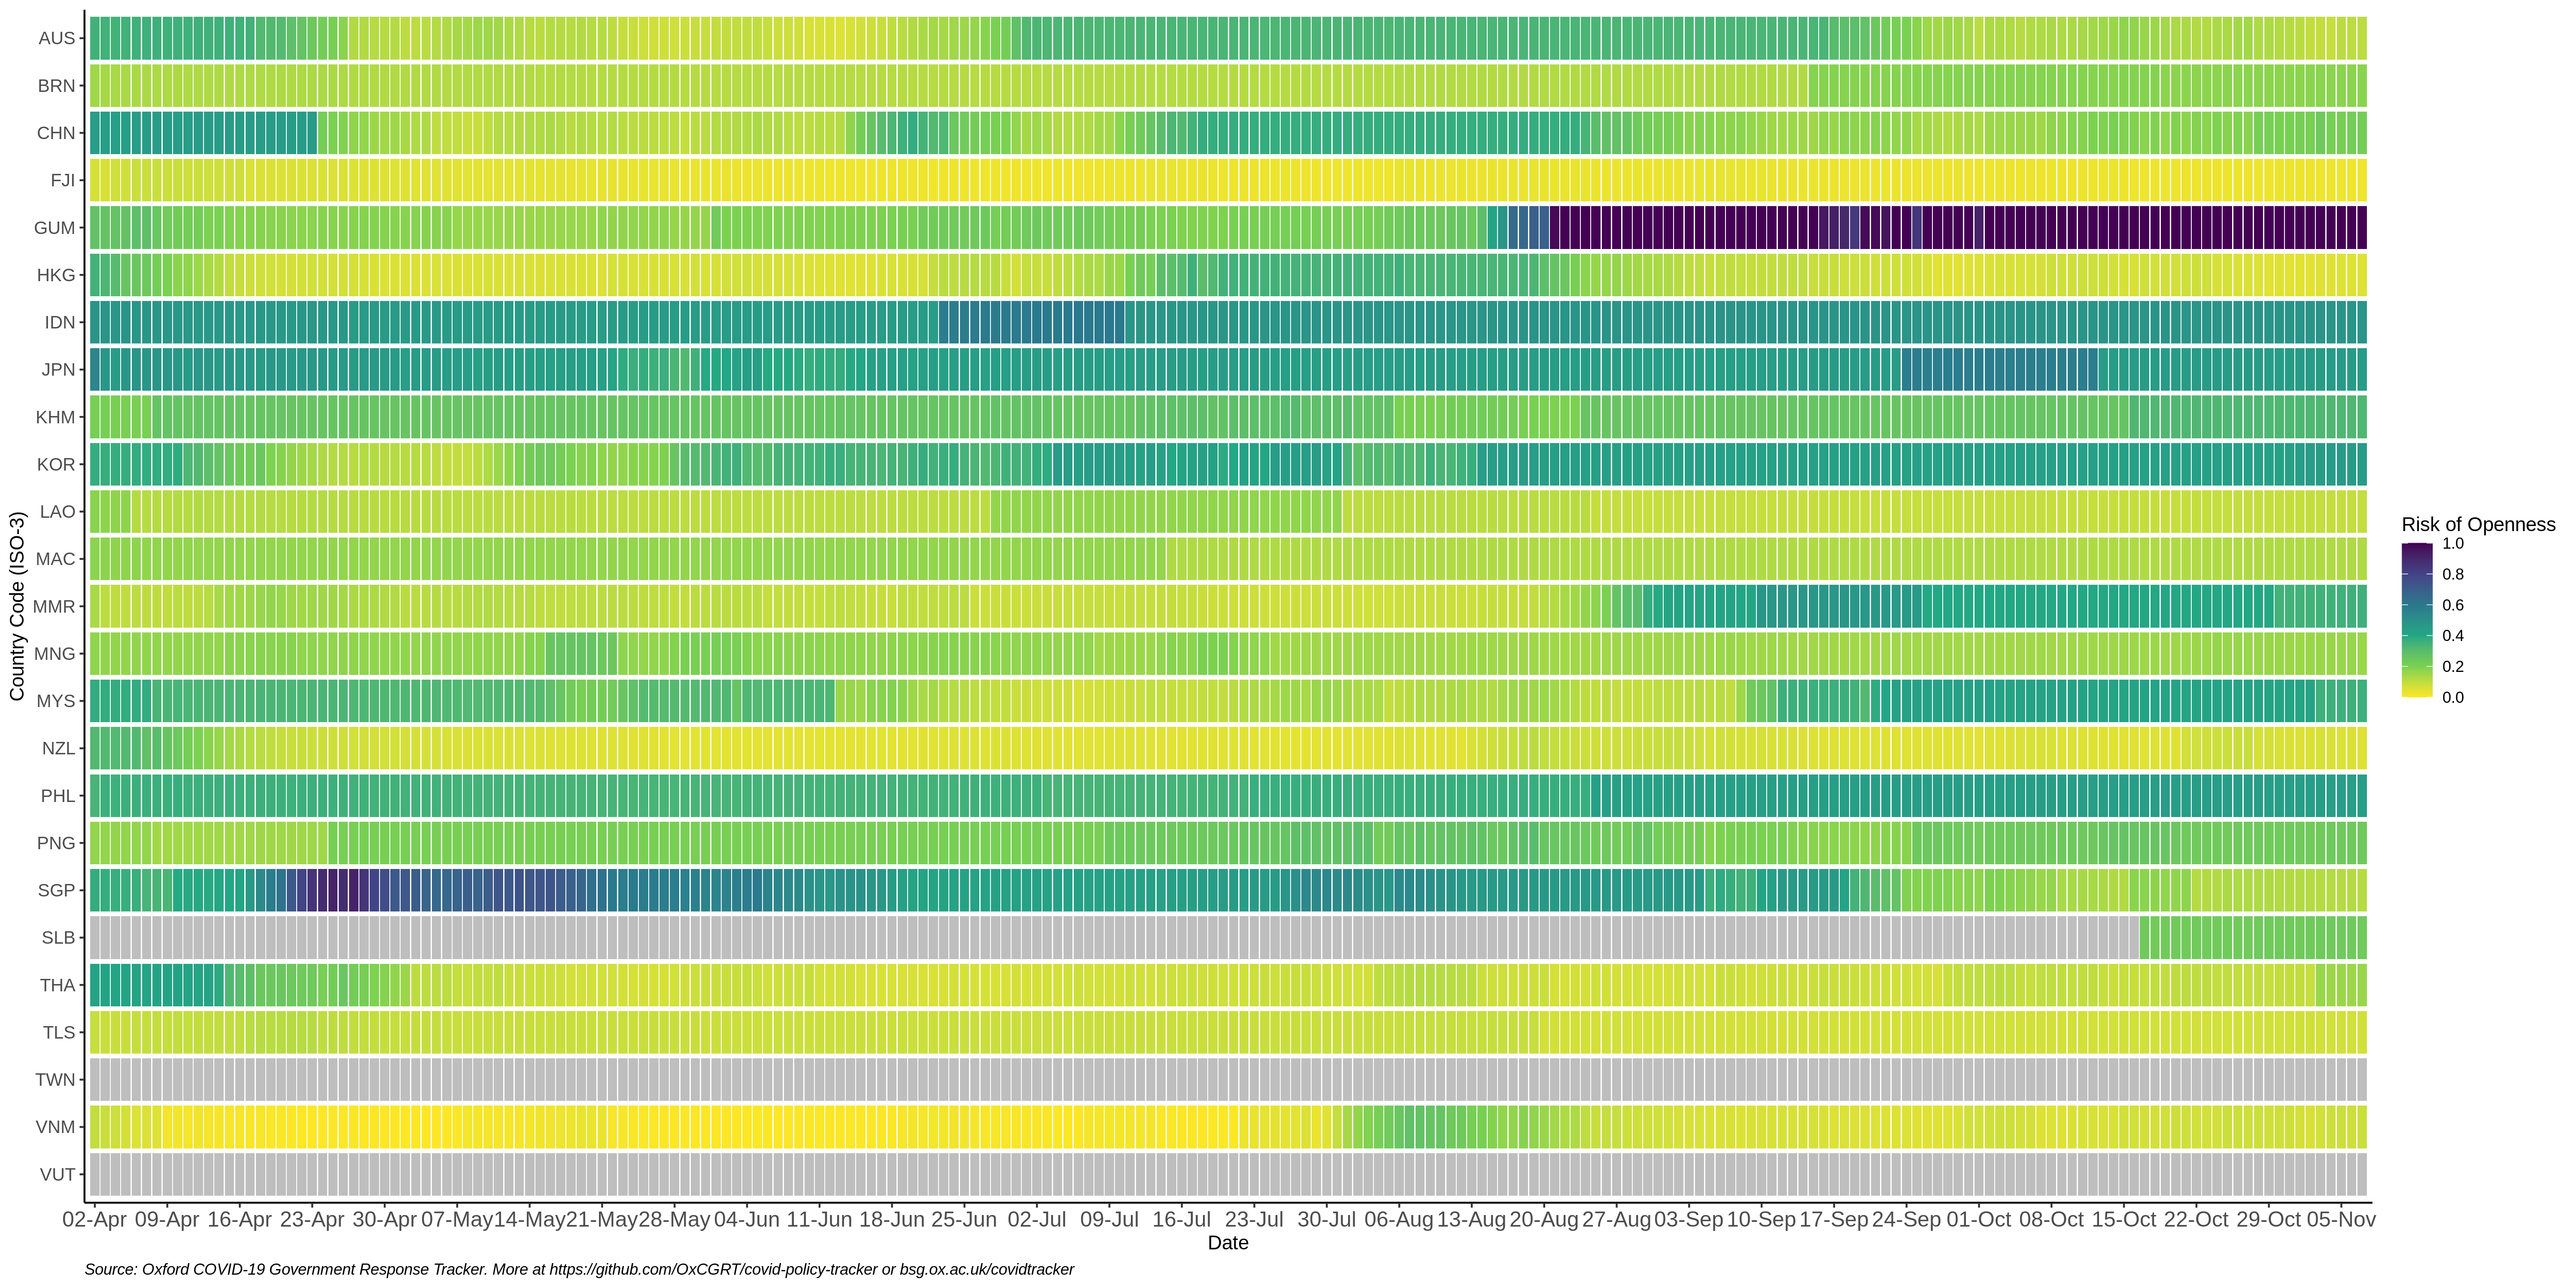 AUS
BRN
CHN
FJI
GUM
HKG
IDN
JPN
KHM
KOR
LAO
MAC
MMR
MNG
MYS
NZL
PHL
PNG
SGP
SLB
THA
TLS
TWN
VNM
VUT
Country Code (ISO-3)
02-Apr 09-Apr 16-Apr 23-Apr 30-Apr 07-May 14-May 21-May 28-May 04-Jun 11-Jun 18-Jun 25-Jun 02-Jul 09-Jul 16-Jul 23-Jul 30-Jul 06-Aug 13-Aug 20-Aug 27-Aug 03-Sep 10-Sep 17-Sep 24-Sep 01-Oct 08-Oct 15-Oct 22-Oct 29-Oct 05-Nov
Date
Source: Oxford COVID-19 Government Response Tracker. More at https://github.com/OxCGRT/covid-policy-tracker or bsg.ox.ac.uk/covidtracker
Risk of Openness
1.0
0.8
0.6
0.4
0.2
0.0